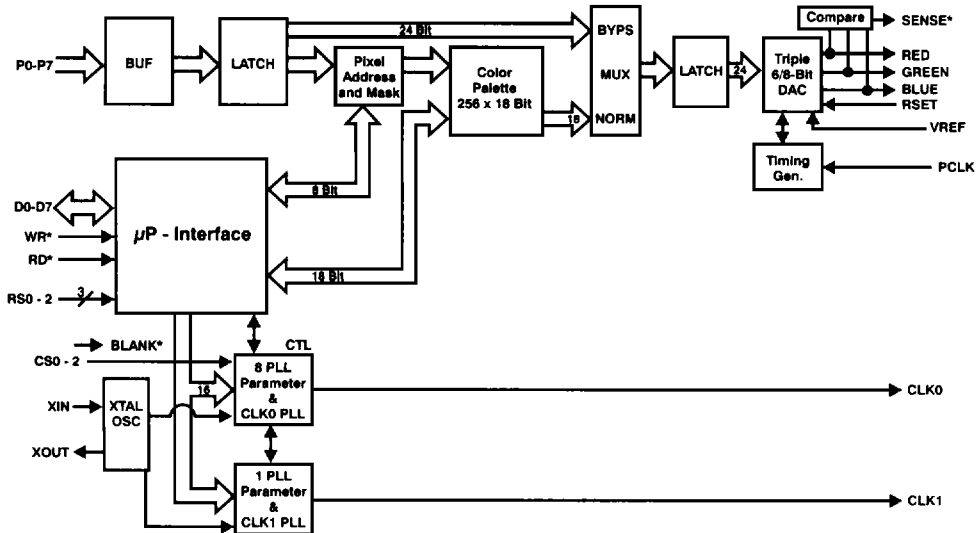 Compare
SENSE*
24 Bit
BYPS
P0-P7
BUF
LATCH
Pixel
Address
and Mask
Color
Palette
256 x 18 Bit
MUX
LATCH
24
Triple
6/8-Bit
DAC
RED
GREEN
BLUE
RSET
NORM
18
VREF
Timing
Gen.
PCLK
8 Bit
D0-D7
µP - Interface
WR*
RD*
18 Bit
RS0 - 2
3
BLANK*
CTL
CS0 - 2
8 PLL
Parameter
&
CLK0 PLL
16
CLK0
XIN
XTAL
OSC
XOUT
1 PLL
Parameter
&
CLK1 PLL
CLK1